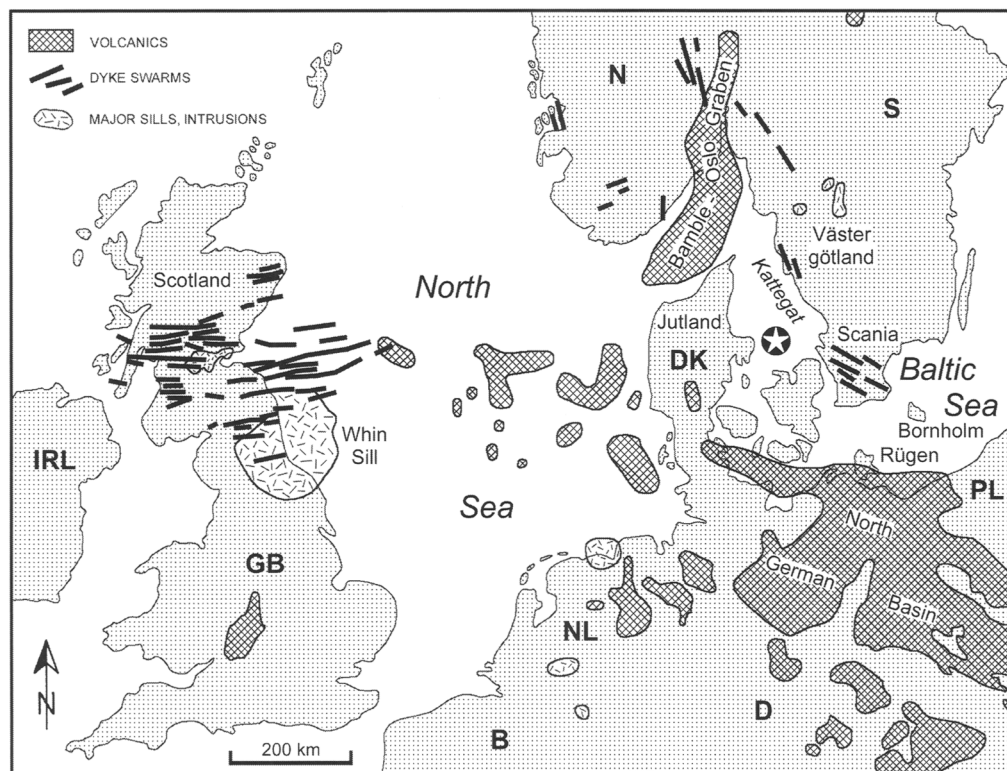 VOLCANICS
DYKE SWARMS
MAJOR SILLS, INTRUSIONS
N
S
Bamble - Oslo Graben
Väster
götland
Scotland
North
Kattegat
Jutland
DK
Scania
Baltic
Sea
Bornholm
Rügen
IRL
Whin
Sill
PL
Sea
North
German
Basin
GB
NL
D
B
N
200 km